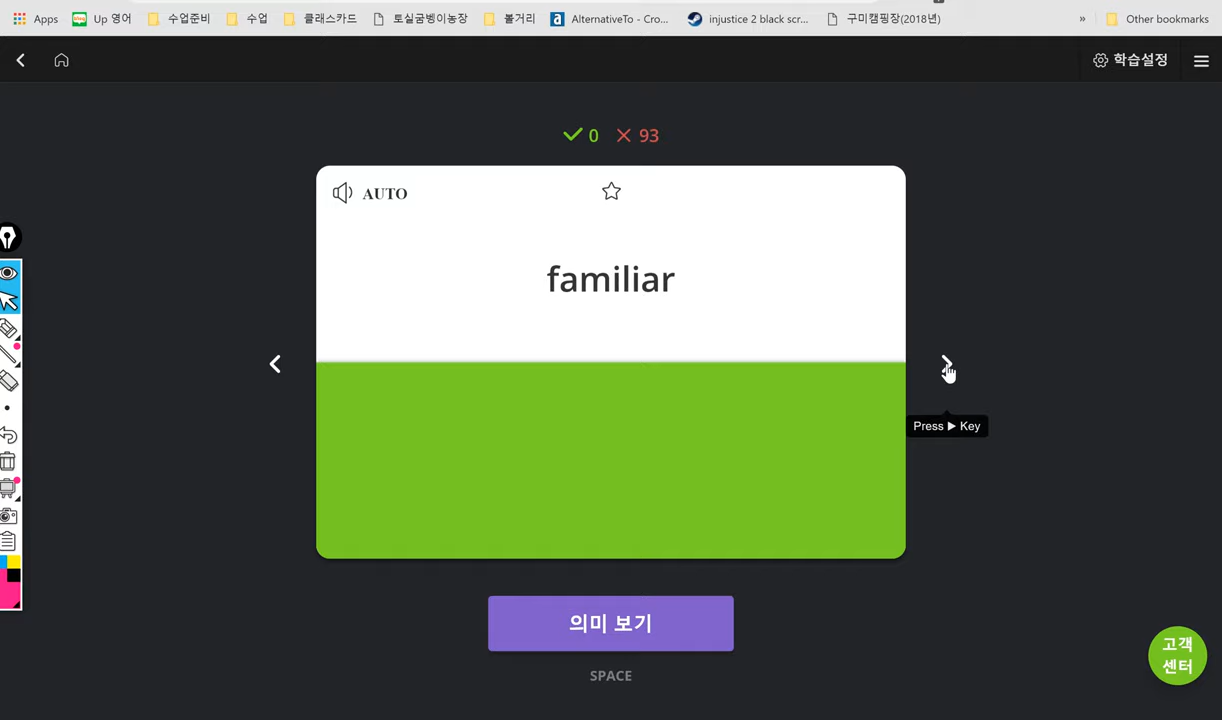 Apps Up 영어 수업준비 수업 클래스카드 토실굼벵이농장 볼거리 AlternativeTo - Cro... injustice 2 black scr... 구미캠핑장(2018년) » Other bookmarks
학습설정
0 93
AUTO
familiar
Press ▶ Key
의미 보기
SPACE
고객
센터